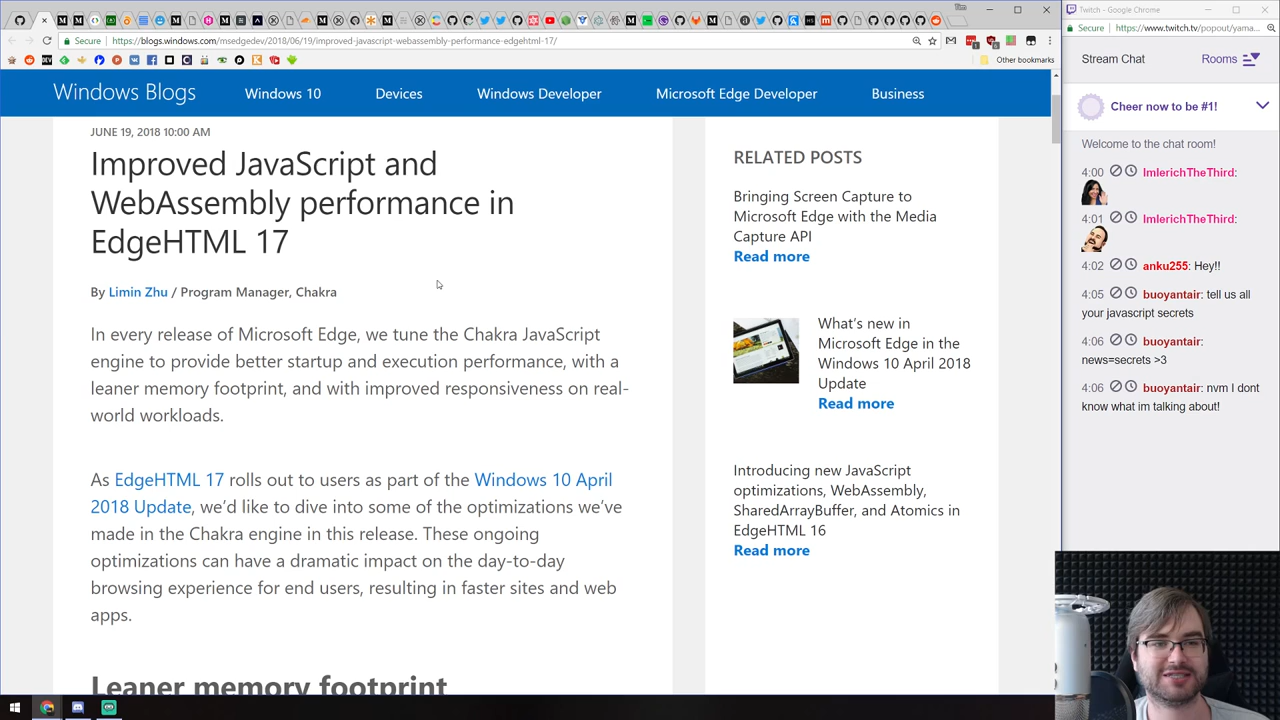 Twitch - Google Chrome
Secure
https://blogs.windows.com/msedgedev/2018/06/19/improved-javascript-webassembly-performance-edgehtml-17/
Secure
https://www.twitch.tv/popout/yama...
Other bookmarks
Windows Blogs
Windows 10
Devices
Windows Developer
Microsoft Edge Developer
Business
JUNE 19, 2018 10:00 AM
Improved JavaScript and
WebAssembly performance in
EdgeHTML 17
By Limin Zhu / Program Manager, Chakra
In every release of Microsoft Edge, we tune the Chakra JavaScript
engine to provide better startup and execution performance, with a
leaner memory footprint, and with improved responsiveness on real-
world workloads.
As EdgeHTML 17 rolls out to users as part of the Windows 10 April
2018 Update, we’d like to dive into some of the optimizations we’ve
made in the Chakra engine in this release. These ongoing
optimizations can have a dramatic impact on the day-to-day
browsing experience for end users, resulting in faster sites and web
apps.
Leaner memory footprint
RELATED POSTS
Bringing Screen Capture to
Microsoft Edge with the Media
Capture API
Read more
What’s new in
Microsoft Edge in the
Windows 10 April 2018
Update
Read more
Introducing new JavaScript
optimizations, WebAssembly,
SharedArrayBuffer, and Atomics in
EdgeHTML 16
Read more
Stream Chat
Rooms
Cheer now to be #1!
Welcome to the chat room!
4:00 ImIerichTheThird:
4:01 ImIerichTheThird:
4:02 anku255: Hey!!
4:05 buoyantair: tell us all
your javascript secrets
4:06 buoyantair:
news=secrets >3
4:06 buoyantair: nvm I dont
know what im talking about!